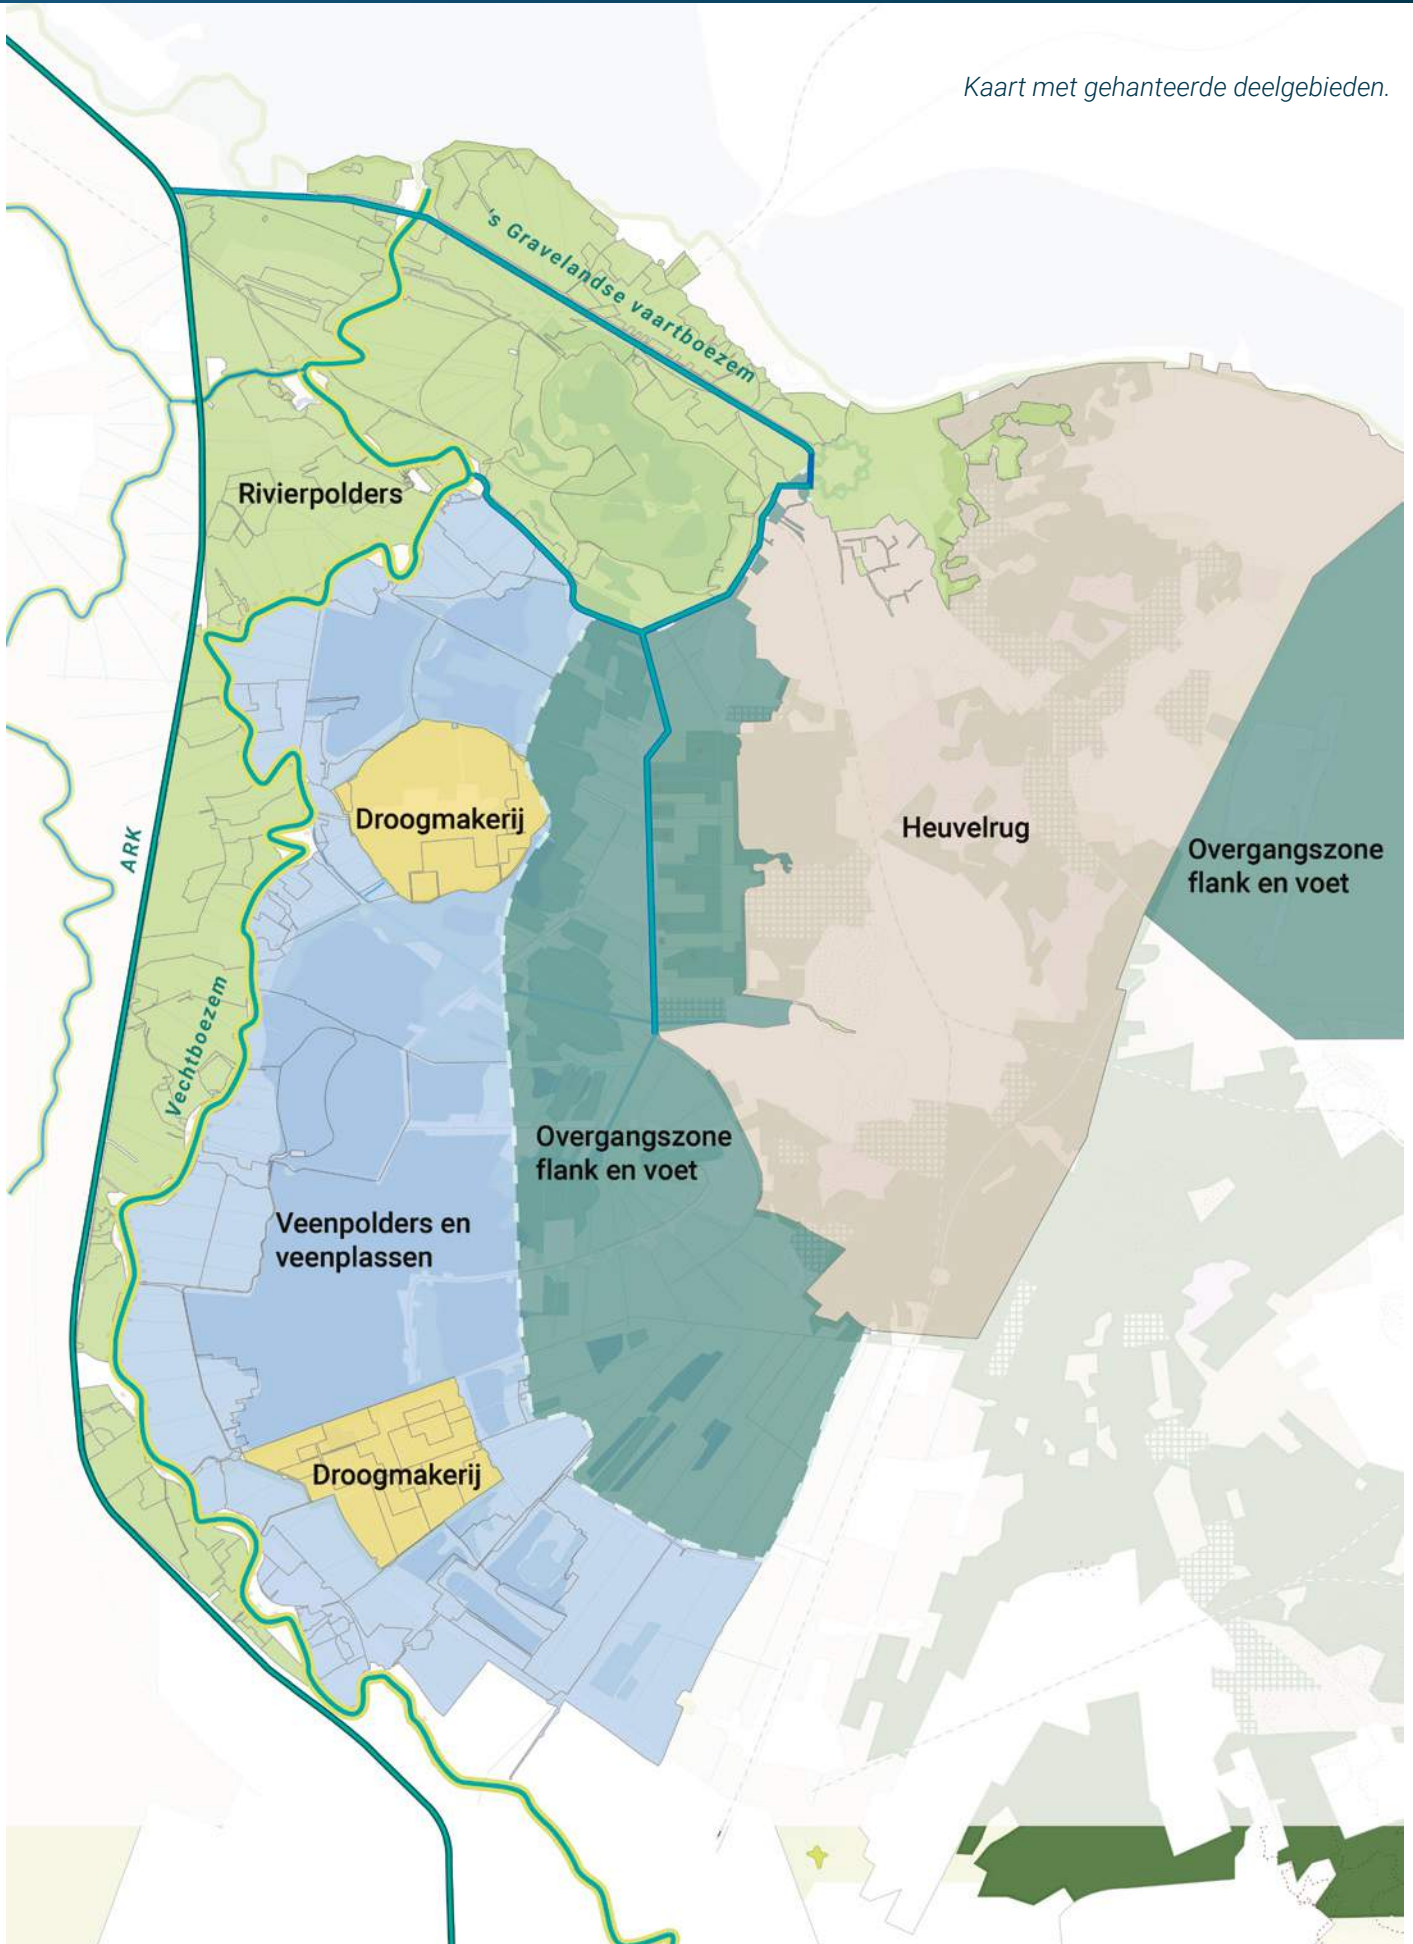 Kaart met gehanteerde deelgebieden.
's Gravelandse vaartboezem
Rivierpolders
Droogmakerij
Heuvelrug
ARK
Overgangszone
flank en voet
Vechtboezem
Overgangszone
flank en voet
Veenpolders en
veenplassen
Droogmakerij